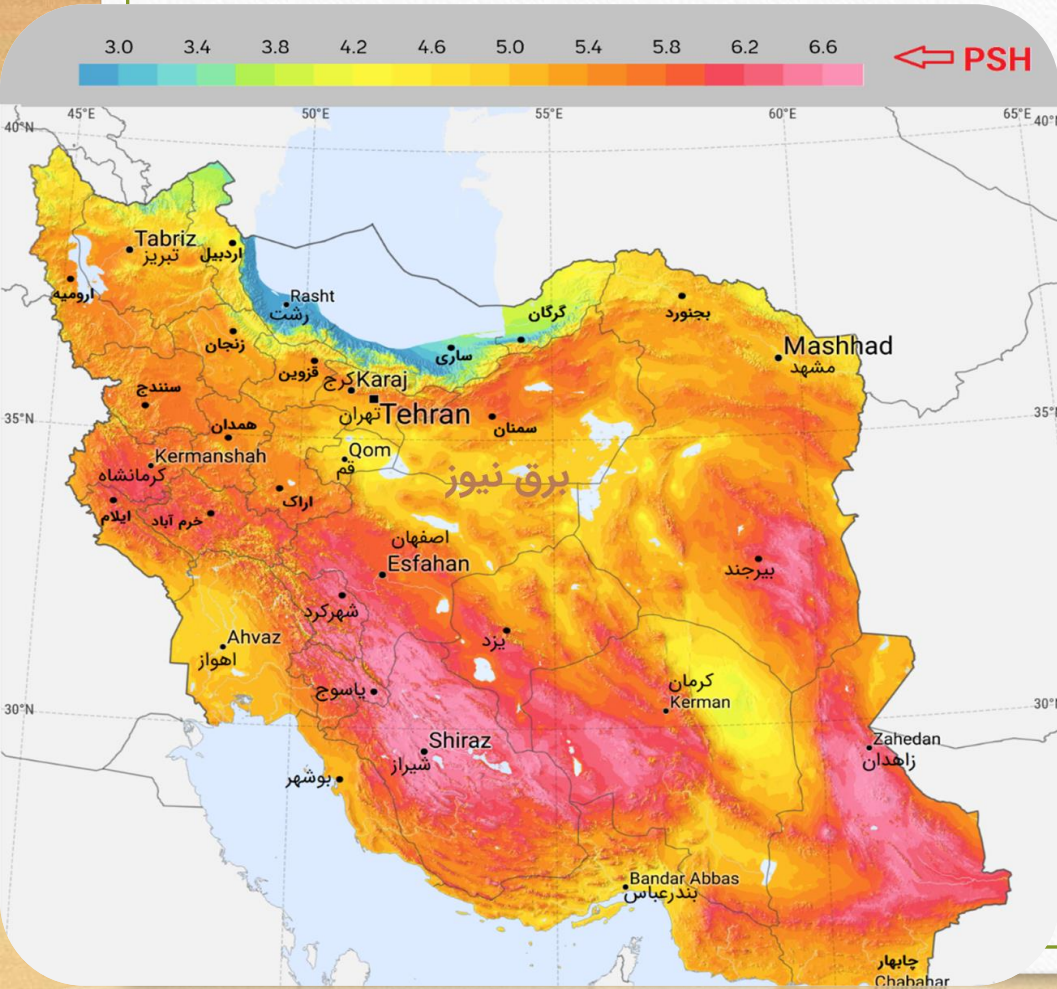 3.0 3.4 3.8 4.2 4.6 5.0 5.4 5.8 6.2 6.6
PSH
45°E 50°E 55°E 60°E 65°E
40°N 40°N
Tabriz
تبریز
اردبیل
ارومیه
Rasht
رشت
گرگان
بجنورد
زنجان
ساری
Mashhad
مشهد
قزوین
کرج Karaj
سنندج
تهران Tehran
35°N 35°N
همدان
سمنان
Kermanshah
کرمانشاه
Qom
قم
برق نیوز
اراک
ایلام
خرم آباد
اصفهان
Esfahan
بیرجند
شهرکرد
Ahvaz
اهواز
یزد
یاسوج
کرمان
Kerman
30°N 30°N
Shiraz
شیراز
Zahedan
زاهدان
بوشهر
Bandar Abbas
بندرعباس
چابهار
Chabahar